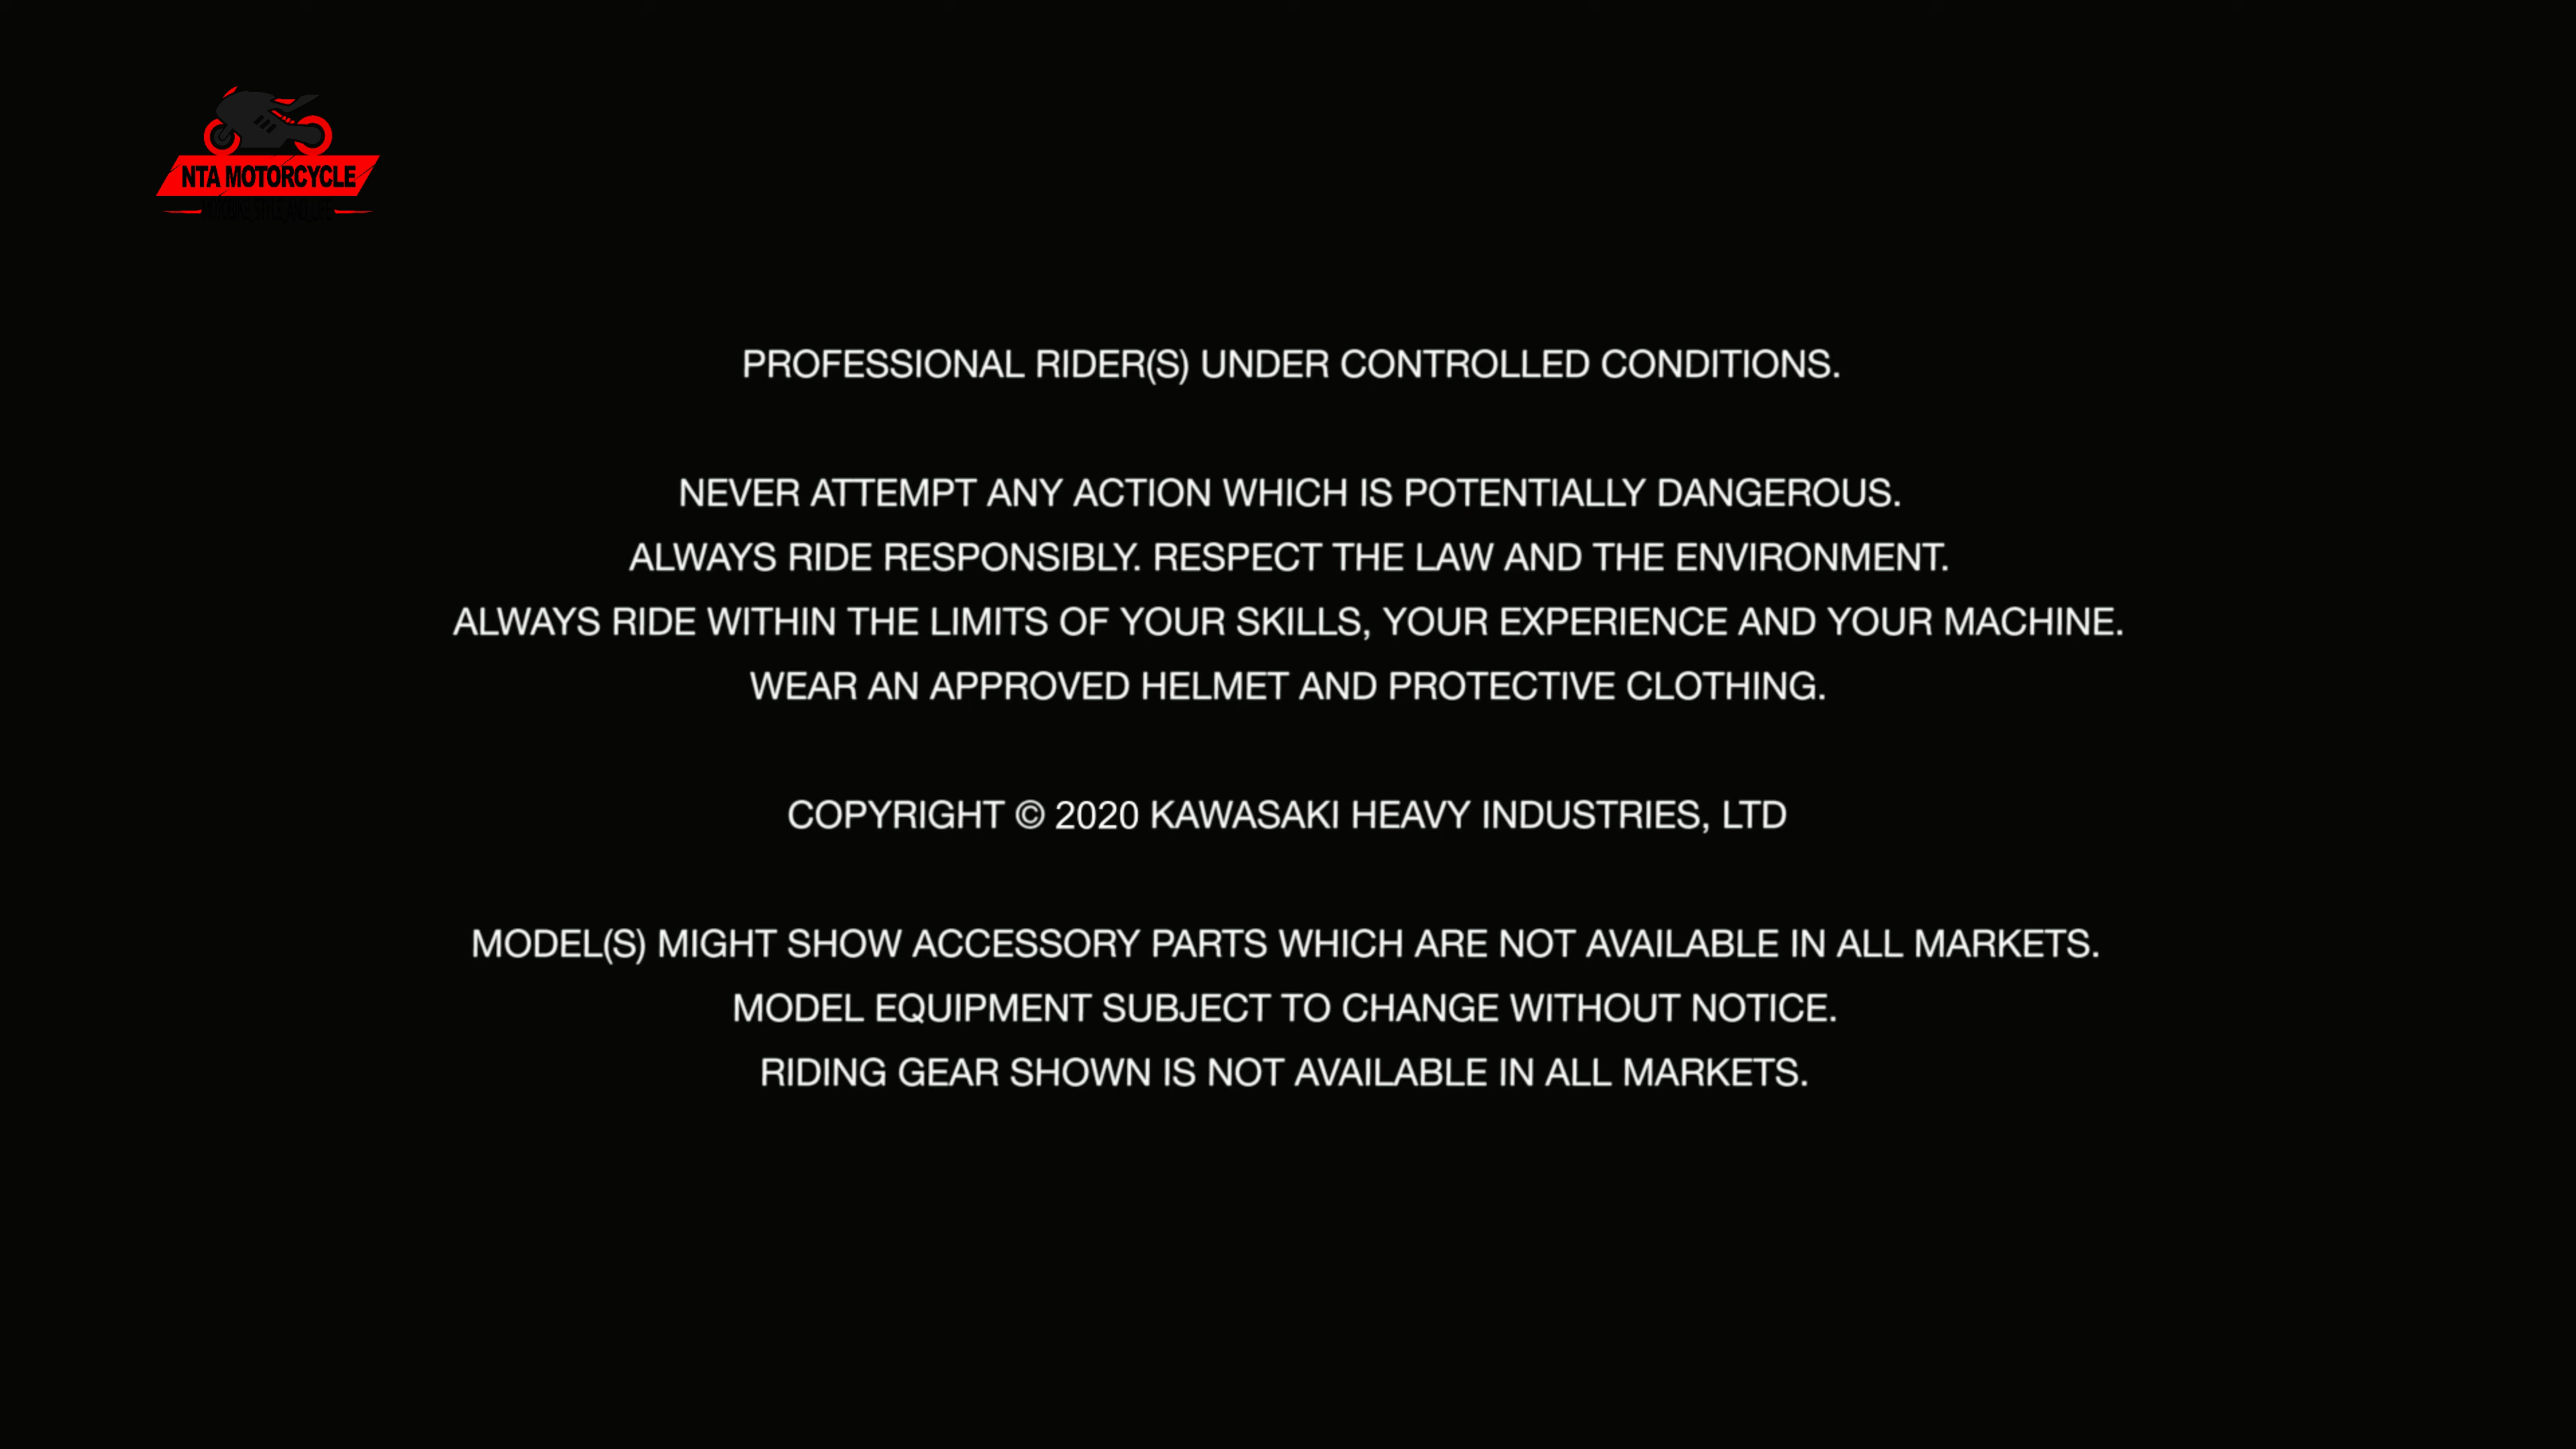 NTA MOTORCYCLE
PROFESSIONAL RIDER(S) UNDER CONTROLLED CONDITIONS.
NEVER ATTEMPT ANY ACTION WHICH IS POTENTIALLY DANGEROUS.
ALWAYS RIDE RESPONSIBLY. RESPECT THE LAW AND THE ENVIRONMENT.
ALWAYS RIDE WITHIN THE LIMITS OF YOUR SKILLS, YOUR EXPERIENCE AND YOUR MACHINE.
WEAR AN APPROVED HELMET AND PROTECTIVE CLOTHING.
COPYRIGHT © 2020 KAWASAKI HEAVY INDUSTRIES, LTD
MODEL(S) MIGHT SHOW ACCESSORY PARTS WHICH ARE NOT AVAILABLE IN ALL MARKETS.
MODEL EQUIPMENT SUBJECT TO CHANGE WITHOUT NOTICE.
RIDING GEAR SHOWN IS NOT AVAILABLE IN ALL MARKETS.